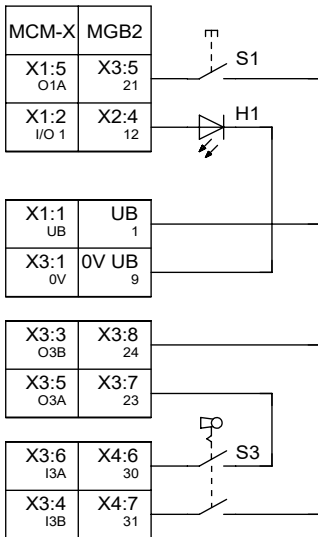 MCM-X MGB2
X1:5 X3:5 S1
O1A 21
X1:2 X2:4 H1
I/O 1 12
X1:1 UB
UB 1
X3:1 0V UB
0V 9
X3:3 X3:8
O3B 24
X3:5 X3:7
O3A 23
X3:6 X4:6 S3
I3A 30
X3:4 X4:7
I3B 31